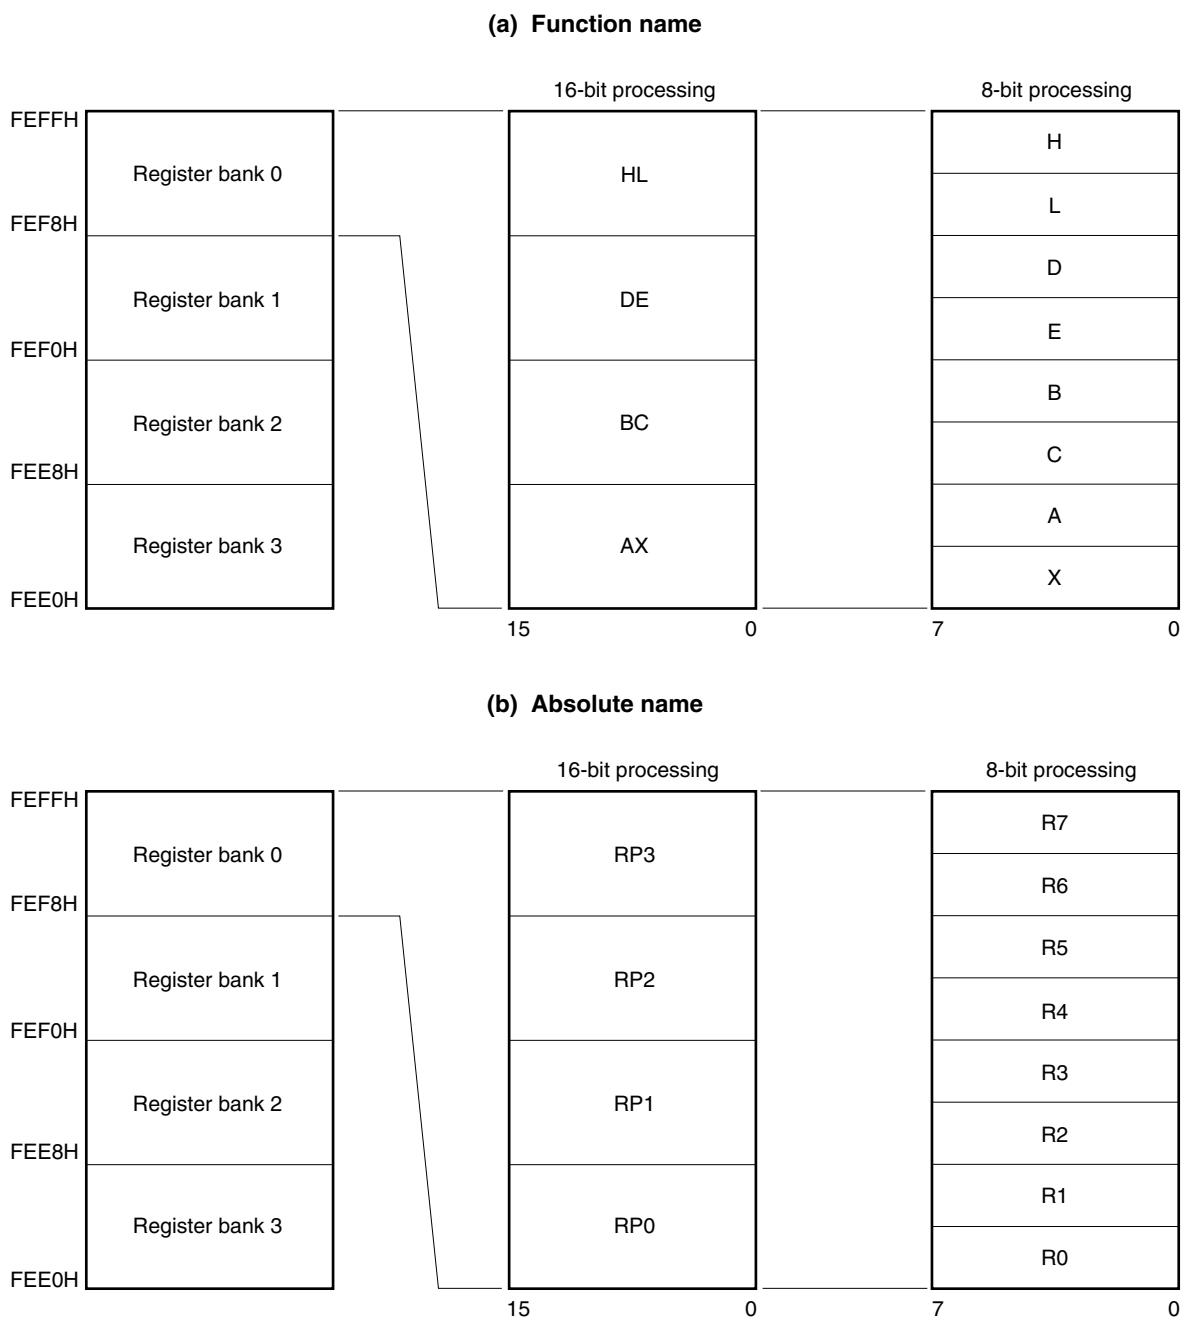 (a) Function name
16-bit processing
8-bit processing
FEFFH
Register bank 0
HL
H
L
FEF8H
Register bank 1
DE
D
E
FEF0H
Register bank 2
BC
B
C
FEE8H
Register bank 3
AX
A
X
FEE0H
15
0
7
0
(b) Absolute name
16-bit processing
8-bit processing
FEFFH
Register bank 0
RP3
R7
R6
FEF8H
Register bank 1
RP2
R5
R4
FEF0H
Register bank 2
RP1
R3
R2
FEE8H
Register bank 3
RP0
R1
R0
FEE0H
15
0
7
0